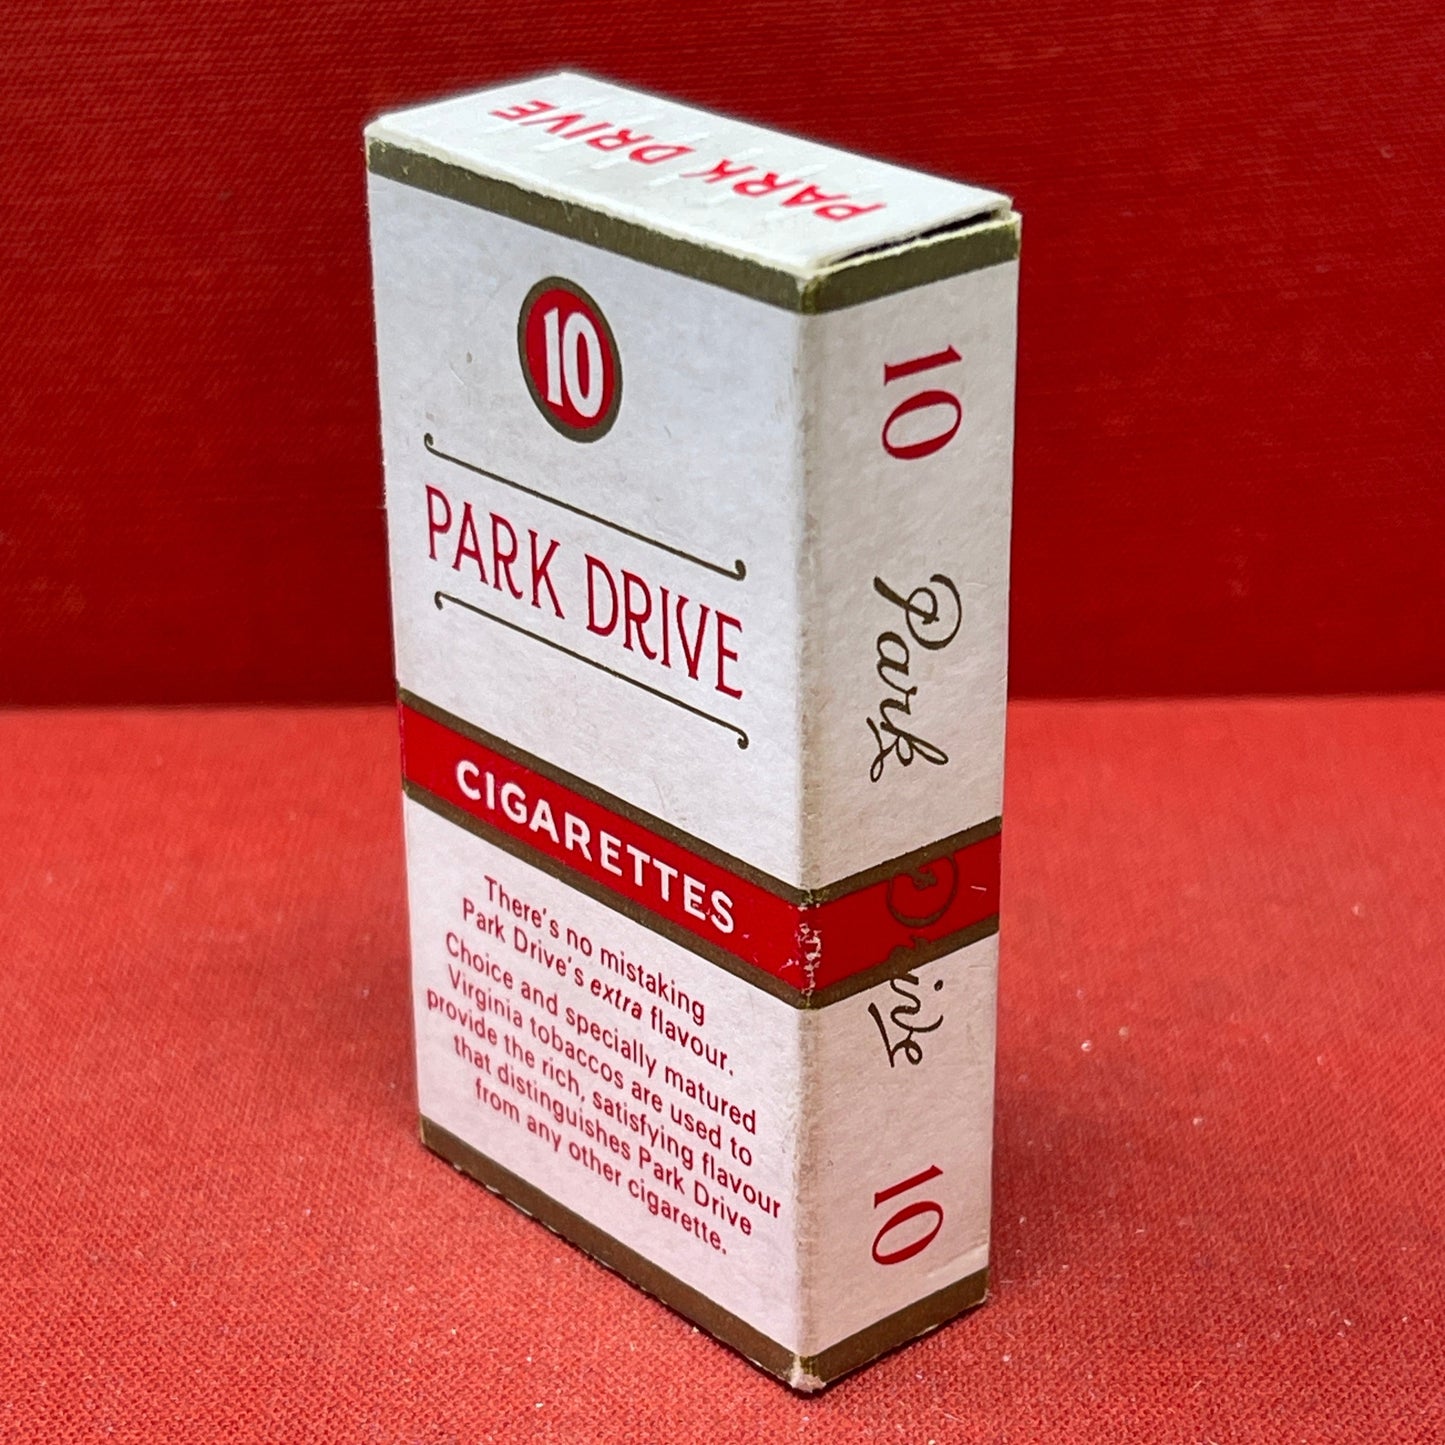 PARK DRIVE
10
PARK DRIVE
CIGARETTES
There's no mistaking
Park Drive's extra flavour.
Choice and specially matured
Virginia tobaccos are used to
provide the rich, satisfying flavour
that distinguishes Park Drive
from any other cigarette.
10
Park
Drive
10